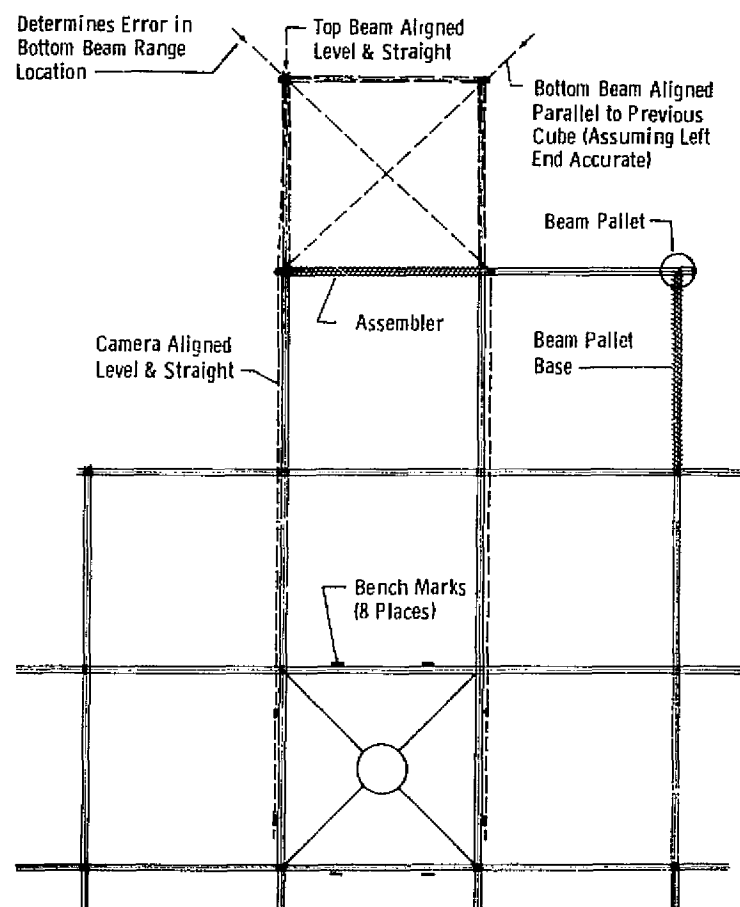 Determines Error in
Bottom Beam Range
Location
Top Beam Aligned
Level & Straight
Bottom Beam Aligned
Parallel to Previous
Cube (Assuming Left
End Accurate)
Beam Pallet
Assembler
Beam Pallet
Base
Camera Aligned
Level & Straight
Bench Marks
(8 Places)